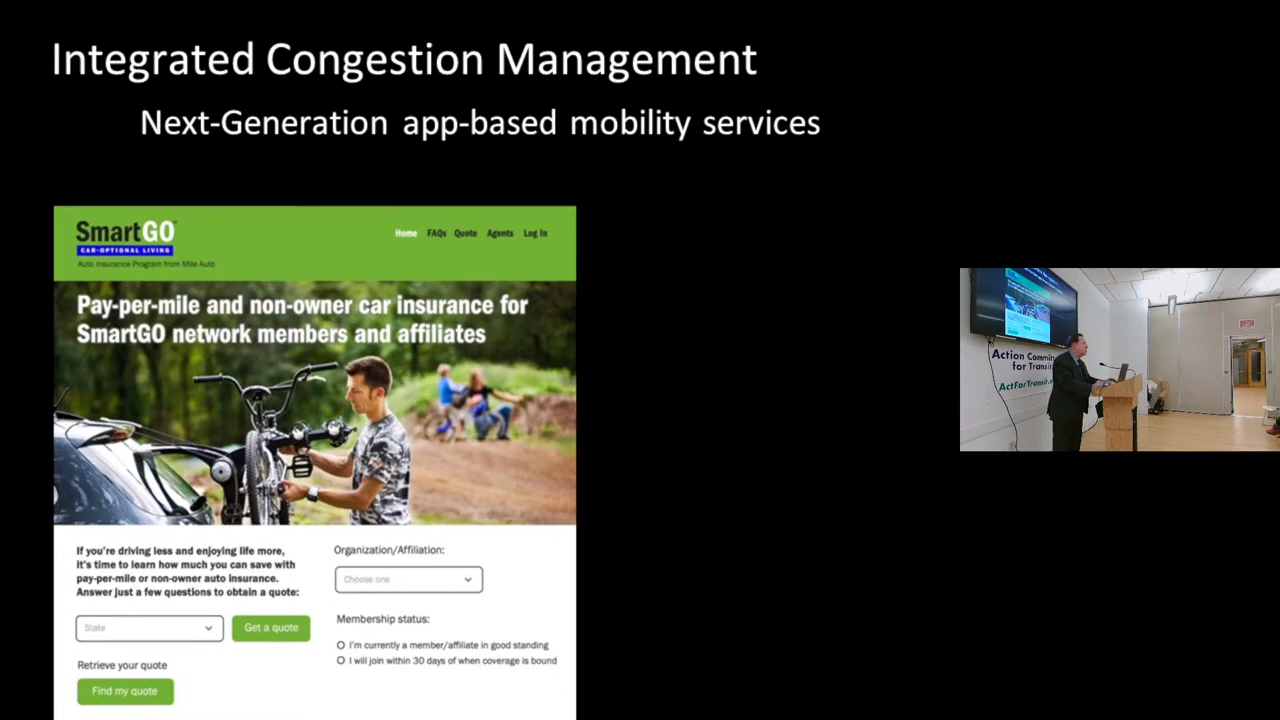 Integrated Congestion Management
Next-Generation app-based mobility services
SmartGO™
CAR-OPTIONAL LIVING
Auto Insurance Program from Mile Auto
Home FAQs Quote Agents Log In
Pay-per-mile and non-owner car insurance for
SmartGO network members and affiliates
If you're driving less and enjoying life more,
it's time to learn how much you can save with
pay-per-mile or non-owner auto insurance.
Answer just a few questions to obtain a quote:
State
Get a quote
Retrieve your quote
Find my quote
Organization/Affiliation:
Choose one
Membership status:
I'm currently a member/affiliate in good standing
I will join within 30 days of when coverage is bound
Action
for Transit